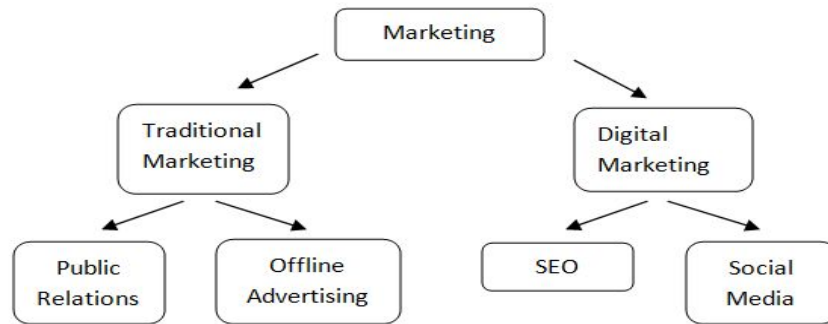 Marketing
Traditional
Marketing
Digital
Marketing
Public
Relations
Offline
Advertising
SEO
Social
Media